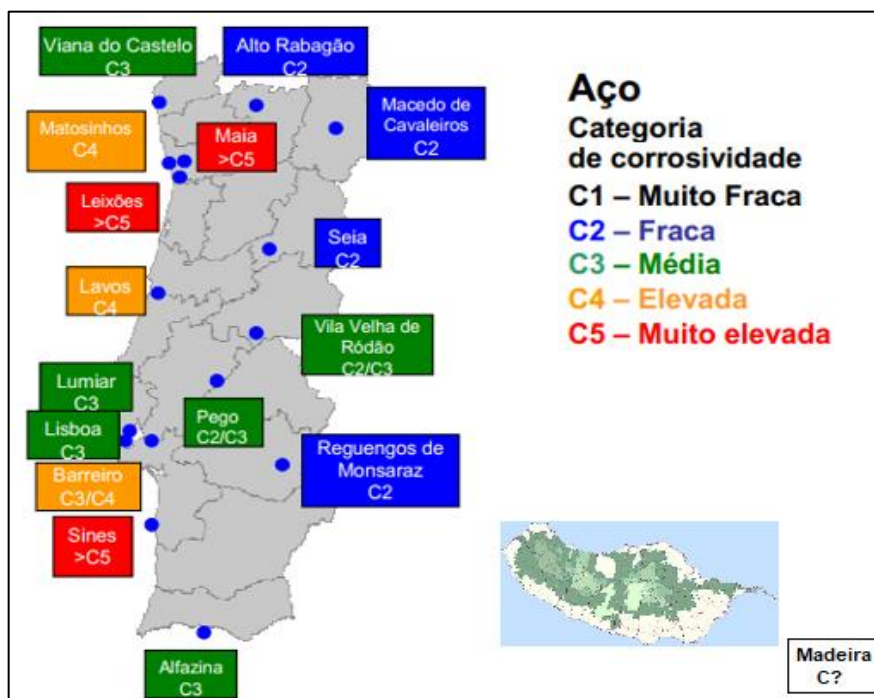 Viana do Castelo
C3
Alto Rabagão
C2
Macedo de
Cavaleiros
C2
Matosinhos
C4
Maia
>C5
Leixões
>C5
Seia
C2
Lavos
C4
Vila Velha de
Ródão
C2/C3
Lumiar
C3
Lisboa
C3
Pego
C2/C3
Reguengos de
Monsaraz
C2
Barreiro
C3/C4
Sines
>C5
Alfazina
C3
Aço
Categoria
de corrosividade
C1 – Muito Fraca
C2 – Fraca
C3 – Média
C4 – Elevada
C5 – Muito elevada
Madeira
C?